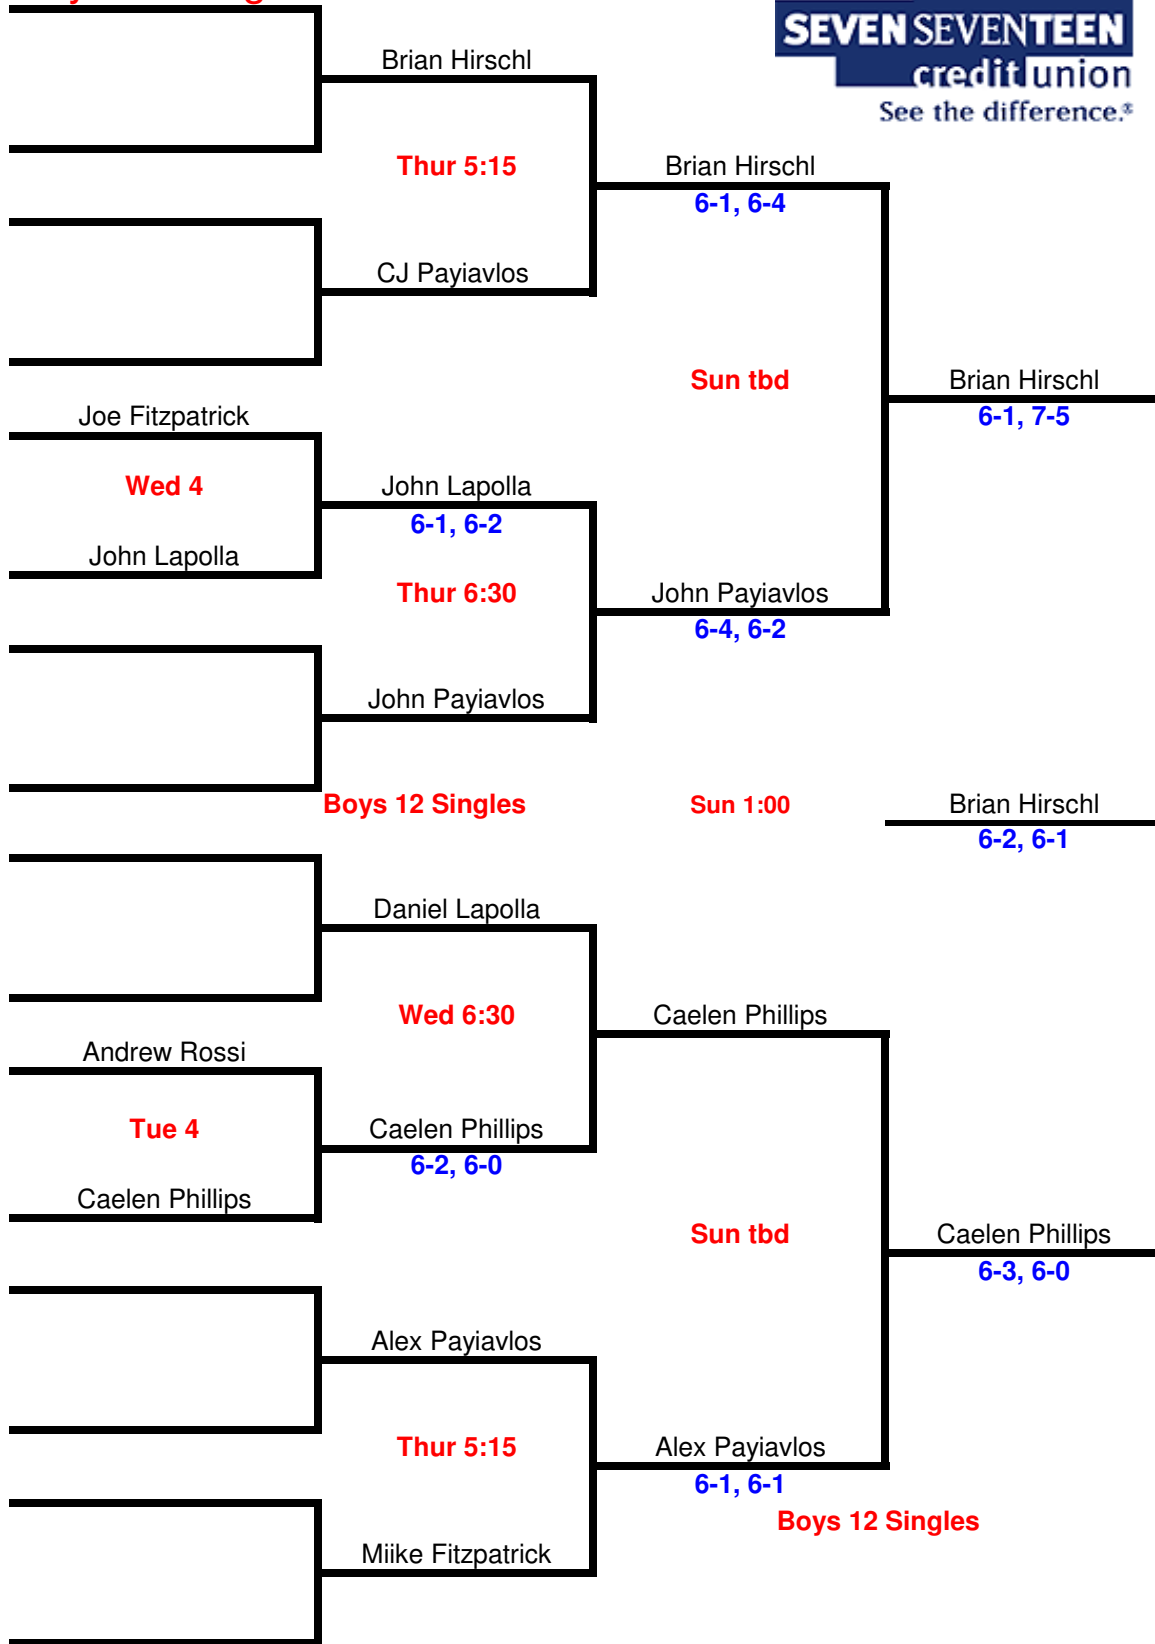 SEVEN SEVENTEEN
credit union
See the difference.®
Brian Hirschl
Thur 5:15
Brian Hirschl
6-1, 6-4
CJ Payiavlos
Sun tbd
Brian Hirschl
6-1, 7-5
Joe Fitzpatrick
Wed 4
John Lapolla
6-1, 6-2
John Lapolla
Thur 6:30
John Payiavlos
6-4, 6-2
John Payiavlos
Boys 12 Singles
Sun 1:00
Brian Hirschl
6-2, 6-1
Daniel Lapolla
Wed 6:30
Caelen Phillips
Andrew Rossi
Tue 4
Caelen Phillips
6-2, 6-0
Caelen Phillips
Sun tbd
Caelen Phillips
6-3, 6-0
Alex Payiavlos
Thur 5:15
Alex Payiavlos
6-1, 6-1
Boys 12 Singles
Miike Fitzpatrick